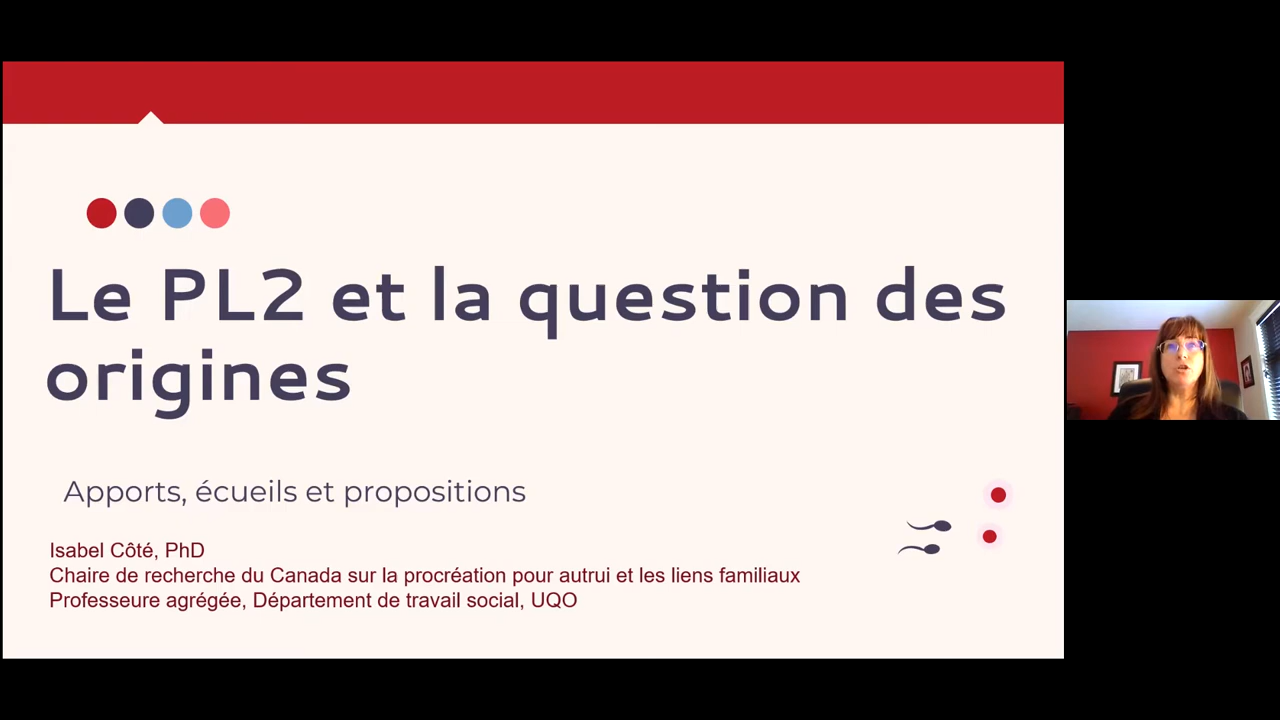 Le PL2 et la question des
origines
Apports, écueils et propositions
Isabel Côté, PhD
Chaire de recherche du Canada sur la procréation pour autrui et les liens familiaux
Professeure agrégée, Département de travail social, UQO